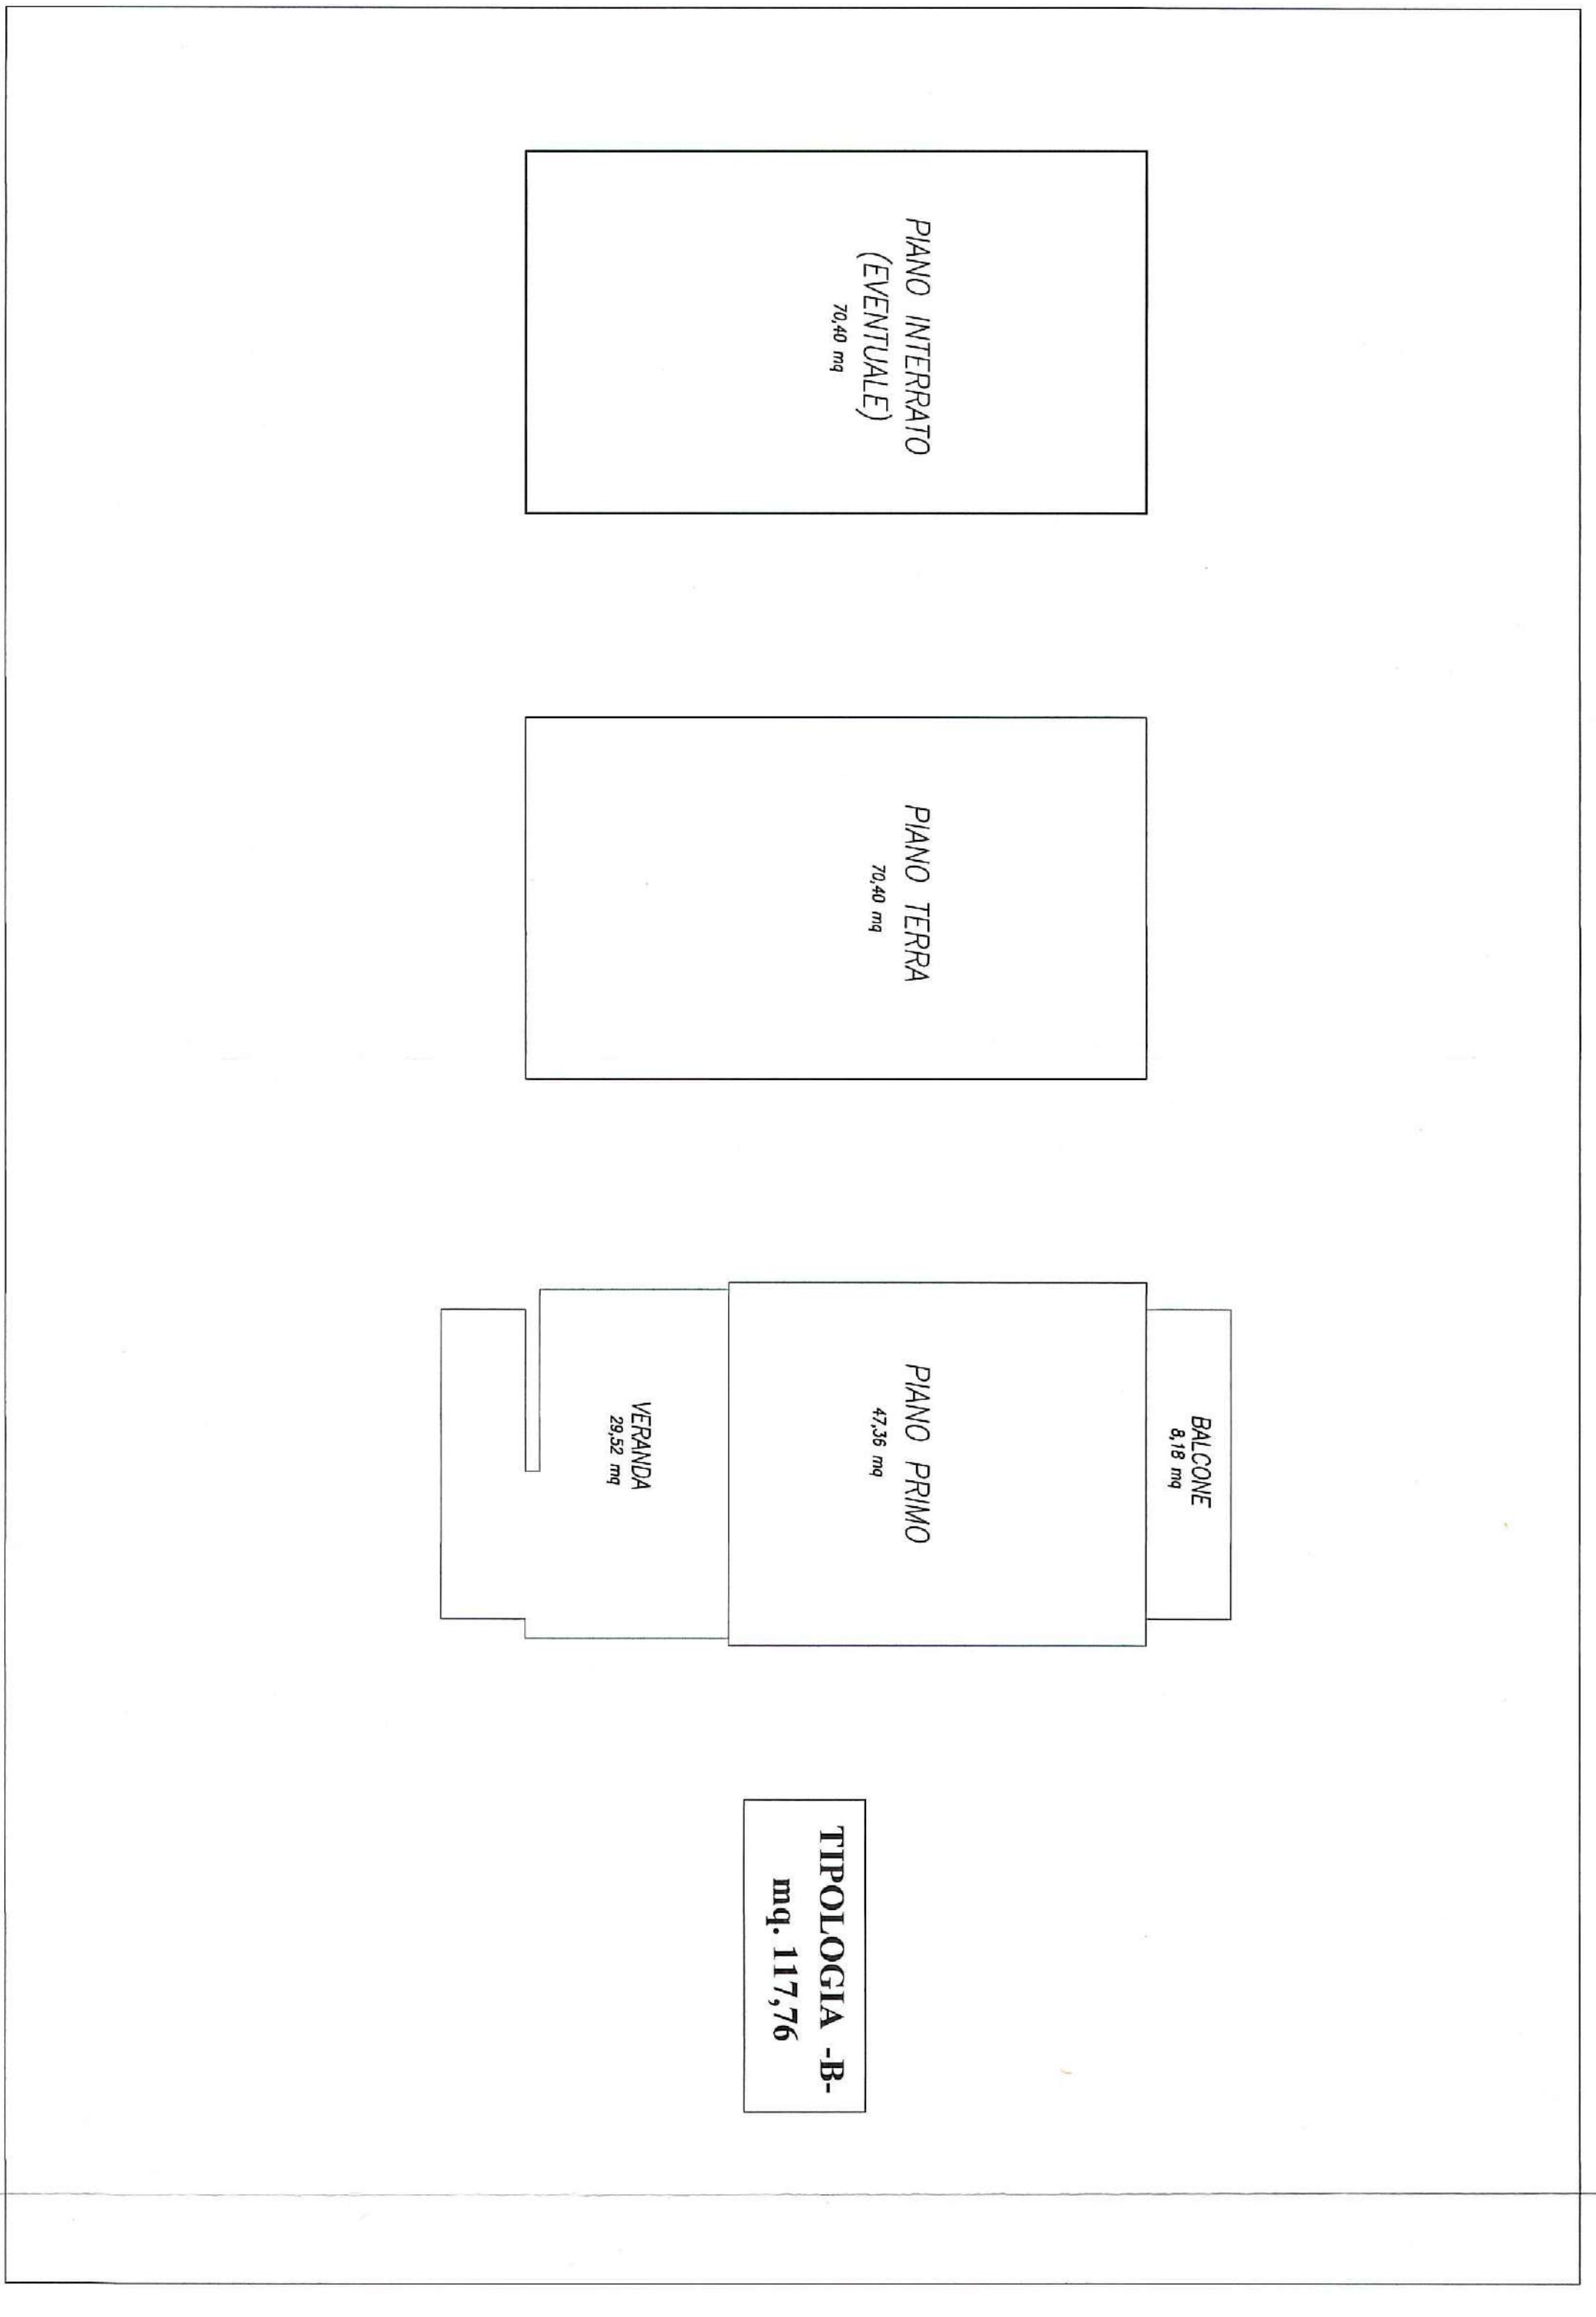 PIANO INTERRATO
(EVENTUALE)
70,40 mq
PIANO TERRA
70,40 mq
BALCONE
8,18 mq
PIANO PRIMO
47,36 mq
VERANDA
29,52 mq
TIPOLOGIA -B-
mq. 117,76